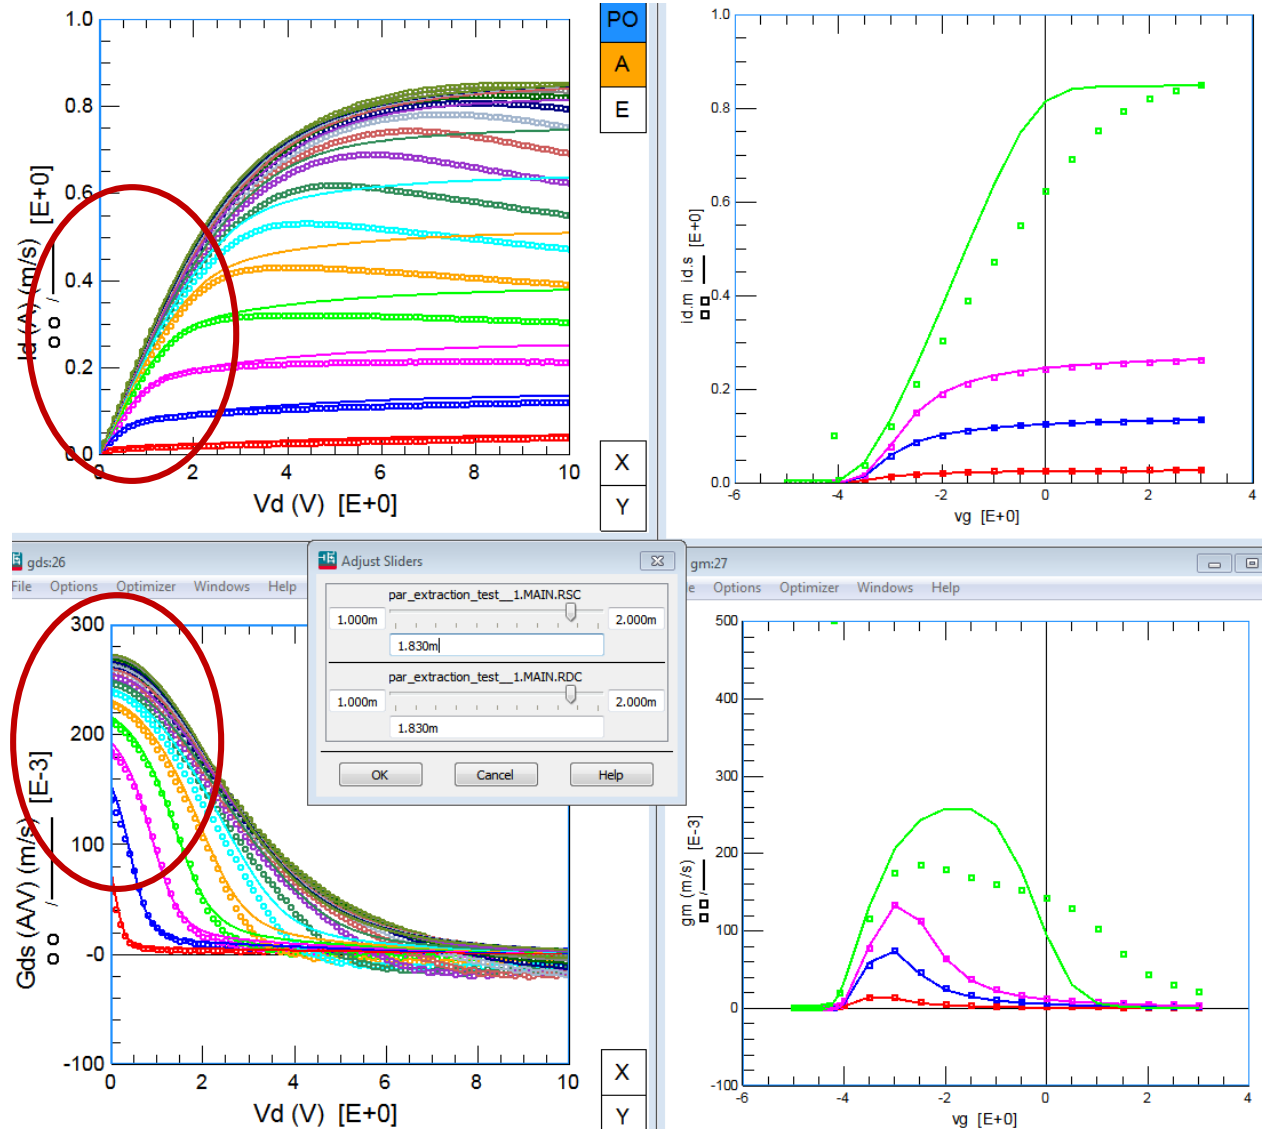 PO
A
E
X
Y
1.0
0.8
0.6
0.4
0.2
0.0
Id (A) (m/s) [E+0]
0
2
4
6
8
10
Vd (V) [E+0]
1.0
0.8
0.6
0.4
0.2
0.0
id.m id.s [E+0]
-6
-4
-2
0
2
4
vg [E+0]
gds:26
File Options Optimizer Windows Help
300
200
100
-0
-100
Gds (A/V) (m/s) [E-3]
0
2
4
6
8
10
Vd (V) [E+0]
X
Y
Adjust Sliders
par_extraction_test__1.MAIN.RSC
1.000m
2.000m
1.830m
par_extraction_test__1.MAIN.RDC
1.000m
2.000m
1.830m
OK
Cancel
Help
gm:27
Options Optimizer Windows Help
500
400
300
200
100
0
-100
gm (m/s) [E-3]
-6
-4
-2
0
2
4
vg [E+0]